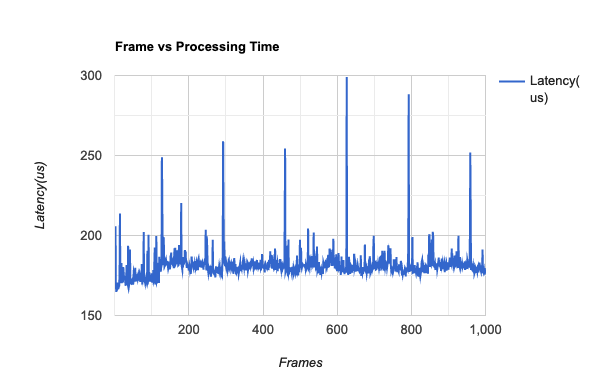 Frame vs Processing Time
300
250
200
150
Latency(us)
200
400
600
800
1,000
Frames
Latency(
us)